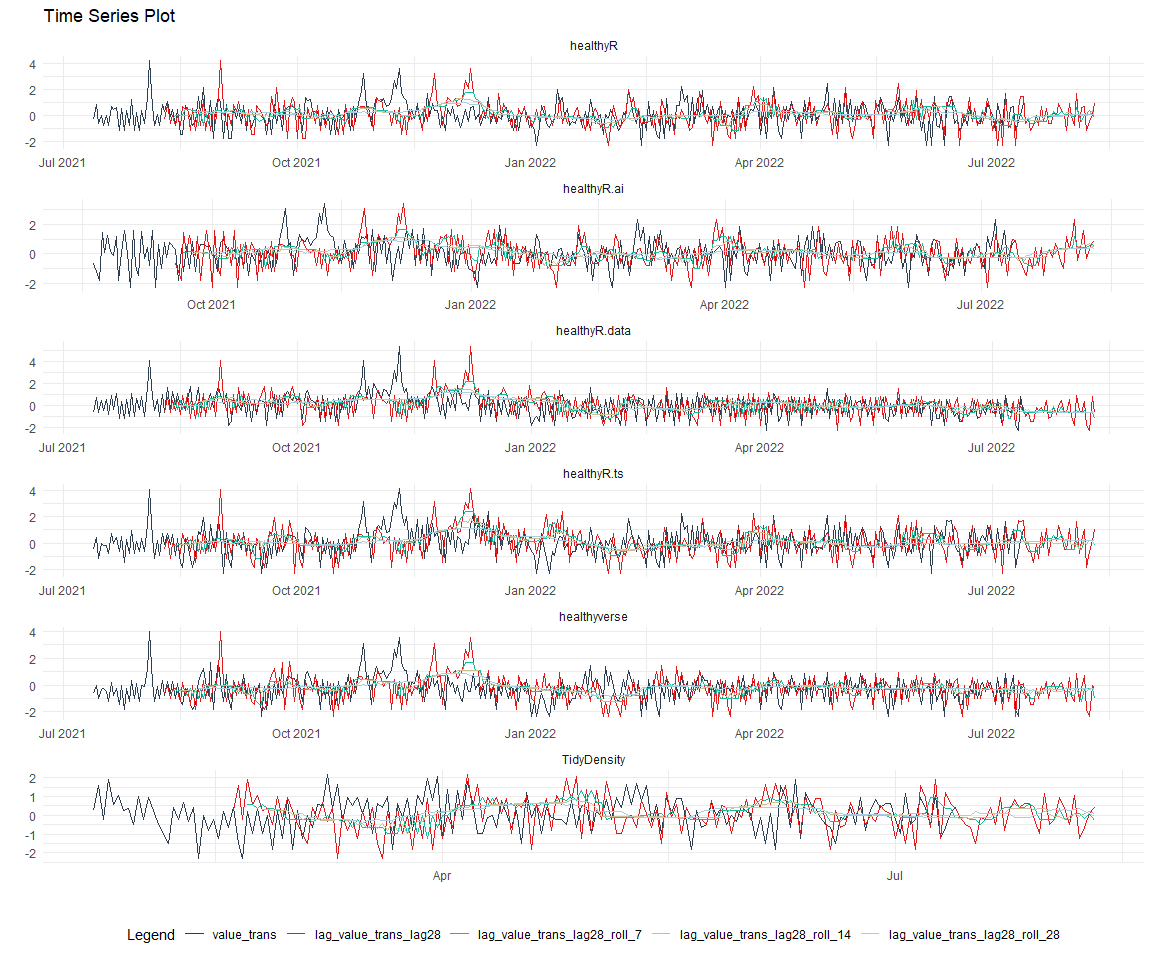 Time Series Plot
healthyR
4
2
0
-2
Jul 2021 Oct 2021 Jan 2022 Apr 2022 Jul 2022
healthyR.ai
2
0
-2
Oct 2021 Jan 2022 Apr 2022 Jul 2022
healthyR.data
4
2
0
-2
Jul 2021 Oct 2021 Jan 2022 Apr 2022 Jul 2022
healthyR.ts
4
2
0
-2
Jul 2021 Oct 2021 Jan 2022 Apr 2022 Jul 2022
healthyverse
4
2
0
-2
Jul 2021 Oct 2021 Jan 2022 Apr 2022 Jul 2022
TidyDensity
2
1
0
-1
-2
Apr Jul
Legend value_trans lag_value_trans_lag28 lag_value_trans_lag28_roll_7 lag_value_trans_lag28_roll_14 lag_value_trans_lag28_roll_28